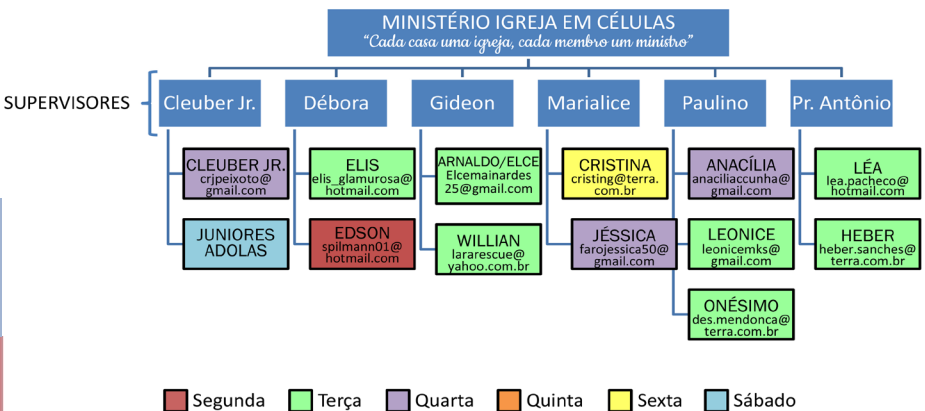 MINISTÉRIO IGREJA EM CÉLULAS
“Cada casa uma igreja, cada membro um ministro”
SUPERVISORES
Cleuber Jr.
Débora
Gideon
Marialice
Paulino
Pr. Antônio
CLEUBER JR.
crjpeixoto@
gmail.com
ELIS
elis_glamurosa@
hotmail.com
ARNALDO/ELCE
Elcemainardes
25@gmail.com
CRISTINA
cristing@terra.
com.br
ANACÍLIA
anaciliaccunha@
gmail.com
LÉA
lea.pacheco@
hotmail.com
JUNIORES
ADOLAS
EDSON
spilmann01@
hotmail.com
WILLIAN
lararescue@
yahoo.com.br
JÉSSICA
farojessica50@
gmail.com
LEONICE
leonicemks@
gmail.com
HEBER
heber.sanches@
terra.com.br
ONÉSIMO
des.mendonca@
terra.com.br
Segunda
Terça
Quarta
Quinta
Sexta
Sábado